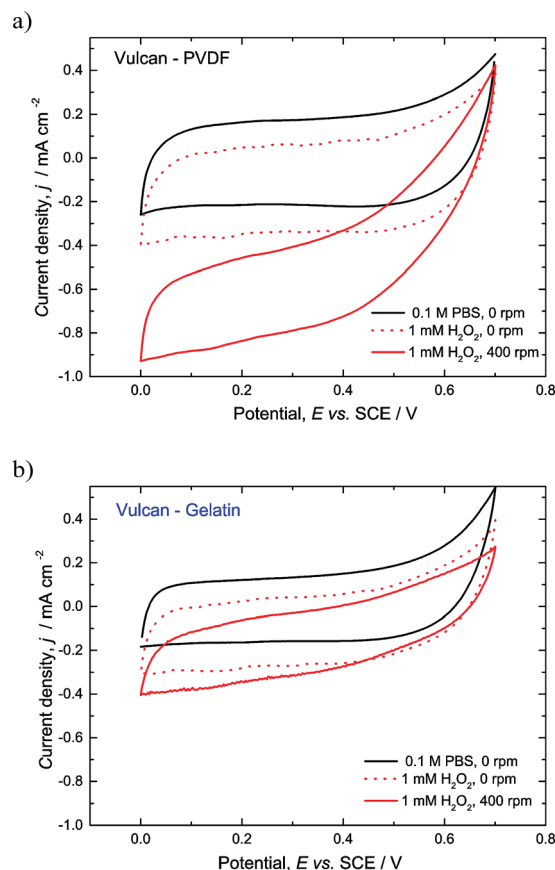 a)
Vulcan - PVDF
0.4
0.2
0.0
-0.2
-0.4
-0.6
-0.8
-1.0
Current density, j / mA cm⁻²
0.1 M PBS, 0 rpm
1 mM H₂O₂, 0 rpm
1 mM H₂O₂, 400 rpm
0.0 0.2 0.4 0.6 0.8
Potential, E vs. SCE / V
b)
Vulcan - Gelatin
0.4
0.2
0.0
-0.2
-0.4
-0.6
-0.8
-1.0
Current density, j / mA cm⁻²
0.1 M PBS, 0 rpm
1 mM H₂O₂, 0 rpm
1 mM H₂O₂, 400 rpm
0.0 0.2 0.4 0.6 0.8
Potential, E vs. SCE / V